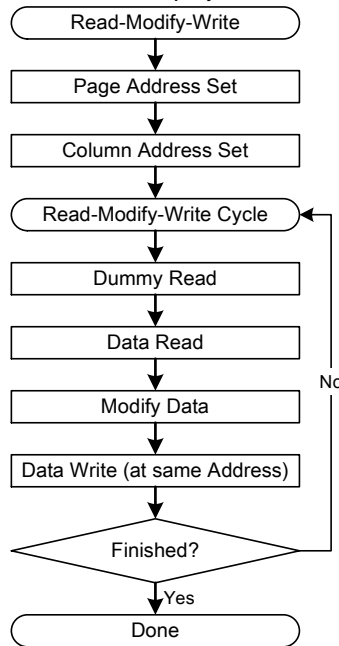 Read-Modify-Write
Page Address Set
Column Address Set
Read-Modify-Write Cycle
Dummy Read
Data Read
No
Modify Data
Data Write (at same Address)
Finished?
Yes
Done